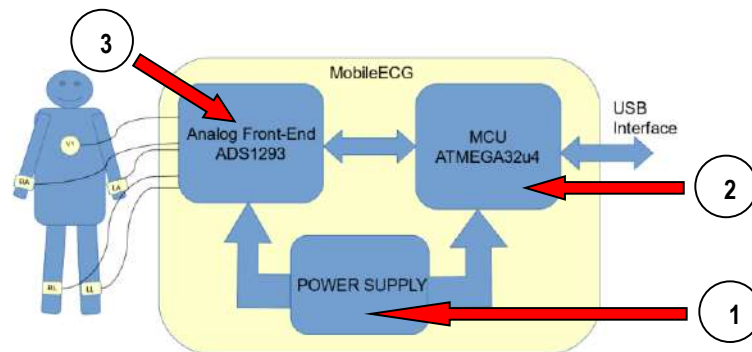 3
MobileECG
Analog Front-End
ADS1293
MCU
ATMEGA32u4
USB
Interface
V1
RA
LA
2
POWER SUPPLY
RL
LL
1